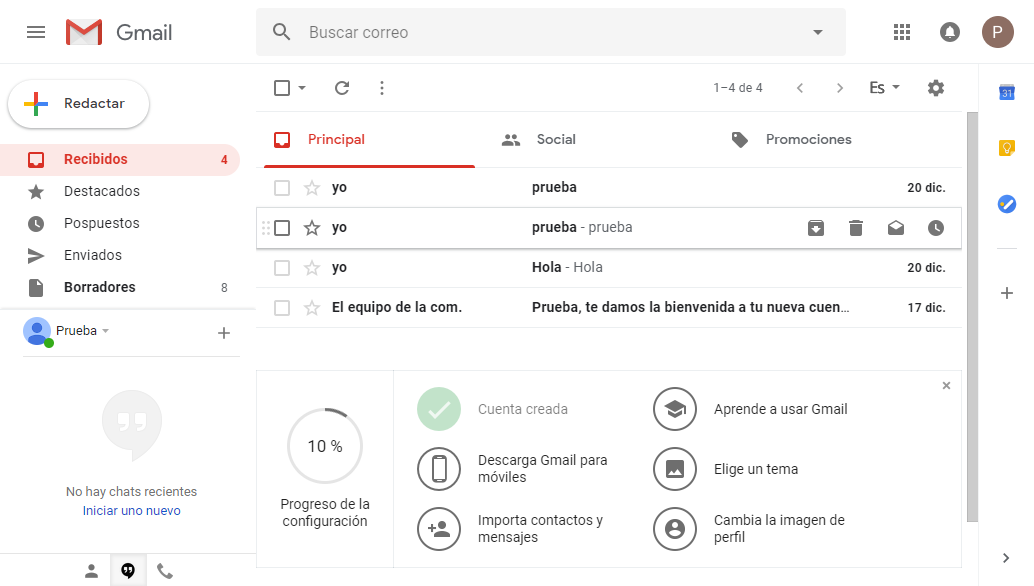 Gmail
Buscar correo
P
Redactar
1–4 de 4
Es
31
Recibidos 4
Destacados
Pospuestos
Enviados
Borradores 8
Prueba
No hay chats recientes
Iniciar uno nuevo
Principal
Social
Promociones
yo prueba 20 dic.
yo prueba - prueba
yo Hola - Hola 20 dic.
El equipo de la com. Prueba, te damos la bienvenida a tu nueva cuen... 17 dic.
10 %
Progreso de la
configuración
Cuenta creada
Descarga Gmail para
móviles
Importa contactos y
mensajes
Aprende a usar Gmail
Elige un tema
Cambia la imagen de
perfil